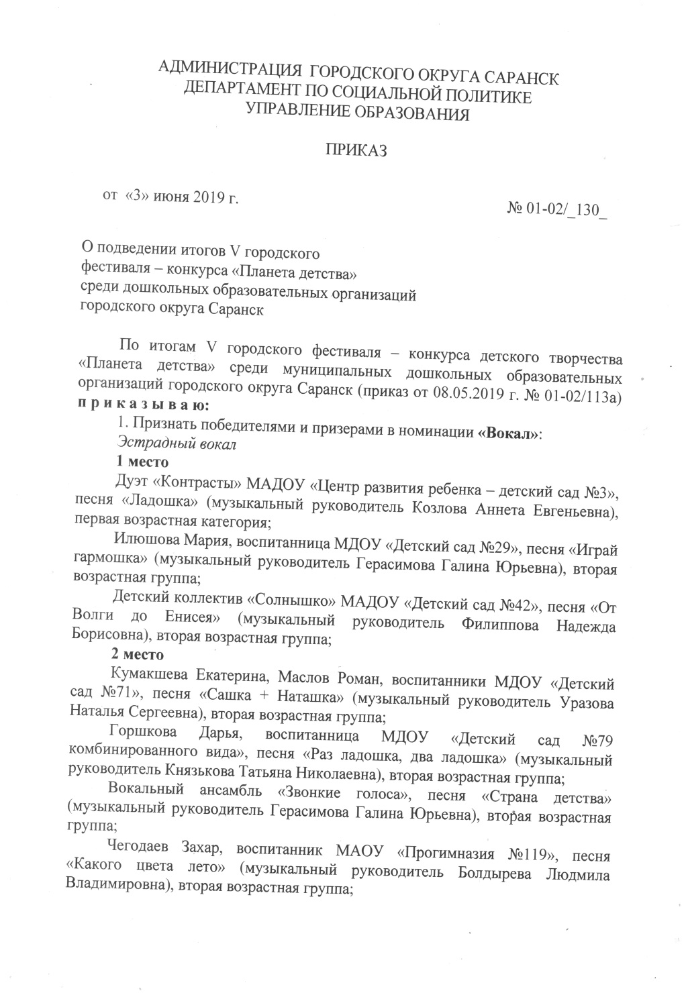 АДМИНИСТРАЦИЯ ГОРОДСКОГО ОКРУГА САРАНСК
ДЕПАРТАМЕНТ ПО СОЦИАЛЬНОЙ ПОЛИТИКЕ
УПРАВЛЕНИЕ ОБРАЗОВАНИЯ
ПРИКАЗ
от «3» июня 2019 г.
№ 01-02/_130_
О подведении итогов V городского
фестиваля – конкурса «Планета детства»
среди дошкольных образовательных организаций
городского округа Саранск
По итогам V городского фестиваля – конкурса детского творчества
«Планета детства» среди муниципальных дошкольных образовательных
организаций городского округа Саранск (приказ от 08.05.2019 г. № 01-02/113а)
п р и к а з ы в а ю:
1. Признать победителями и призерами в номинации «Вокал»:
Эстрадный вокал
1 место
Дуэт «Контрасты» МАДОУ «Центр развития ребенка – детский сад №3»,
песня «Ладошка» (музыкальный руководитель Козлова Аннета Евгеньевна),
первая возрастная категория;
Илюшова Мария, воспитанница МДОУ «Детский сад №29», песня «Играй
гармошка» (музыкальный руководитель Герасимова Галина Юрьевна), вторая
возрастная группа;
Детский коллектив «Солнышко» МАДОУ «Детский сад №42», песня «От
Волги до Енисея» (музыкальный руководитель Филиппова Надежда
Борисовна), вторая возрастная группа;
2 место
Кумакшева Екатерина, Маслов Роман, воспитанники МДОУ «Детский
сад №71», песня «Сашка + Наташка» (музыкальный руководитель Уразова
Наталья Сергеевна), вторая возрастная группа;
Горшкова Дарья, воспитанница МДОУ «Детский сад №79
комбинированного вида», песня «Раз ладошка, два ладошка» (музыкальный
руководитель Князькова Татьяна Николаевна), вторая возрастная группа;
Вокальный ансамбль «Звонкие голоса», песня «Страна детства»
(музыкальный руководитель Герасимова Галина Юрьевна), вторая возрастная
группа;
Чегодаев Захар, воспитанник МАОУ «Прогимназия №119», песня
«Какого цвета лето» (музыкальный руководитель Болдырева Людмила
Владимировна), вторая возрастная группа;